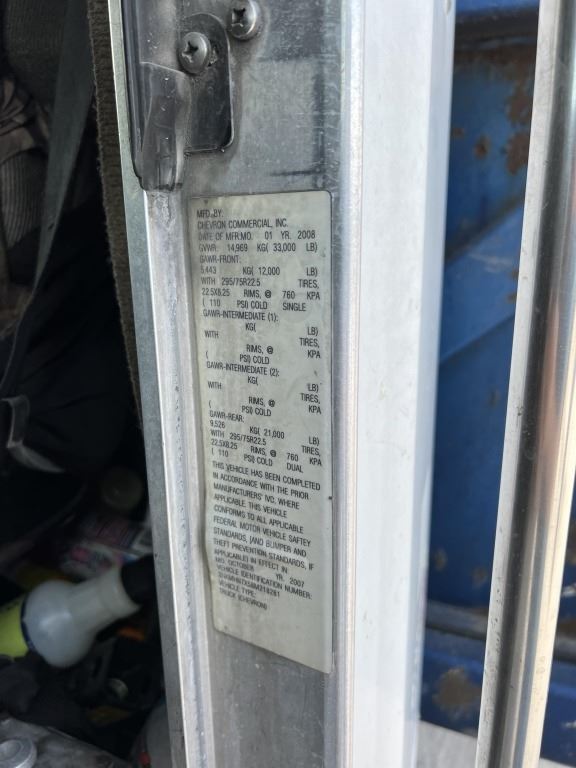 MFD. BY:
CHEVRON COMMERCIAL, INC.
DATE OF MFR:MO. 01 YR. 2008
GVWR: 14,969 KG( 33,000 LB)
GAWR-FRONT:
5,443 KG( 12,000 LB)
WITH 295/75R22.5 TIRES,
22.5X8.25 RIMS, @ 760 KPA
( 110 PSI) COLD SINGLE
GAWR-INTERMEDIATE (1):
KG( LB)
WITH TIRES,
RIMS, @ KPA
( PSI) COLD
GAWR-INTERMEDIATE (2):
KG( LB)
WITH TIRES,
RIMS, @ KPA
( PSI) COLD
GAWR-REAR:
9,526 KG( 21,000 LB)
WITH 295/75R22.5 TIRES,
22.5X8.25 RIMS, @ 760 KPA
( 110 PSI) COLD DUAL
THIS VEHICLE HAS BEEN COMPLETED
IN ACCORDANCE WITH THE PRIOR
MANUFACTURERS' IVC, WHERE
APPLICABLE. THIS VEHICLE
CONFORMS TO ALL APPLICABLE
FEDERAL MOTOR VEHICLE SAFTEY
STANDARDS, (AND BUMPER AND
THEFT PREVENTION STANDARDS, IF
APPLICABLE) IN EFFECT IN:
MO. OCTOBER YR. 2007
VEHICLE IDENTIFICATION NUMBER:
VEHICLE TYPE:
TRUCK (CHEVRON)